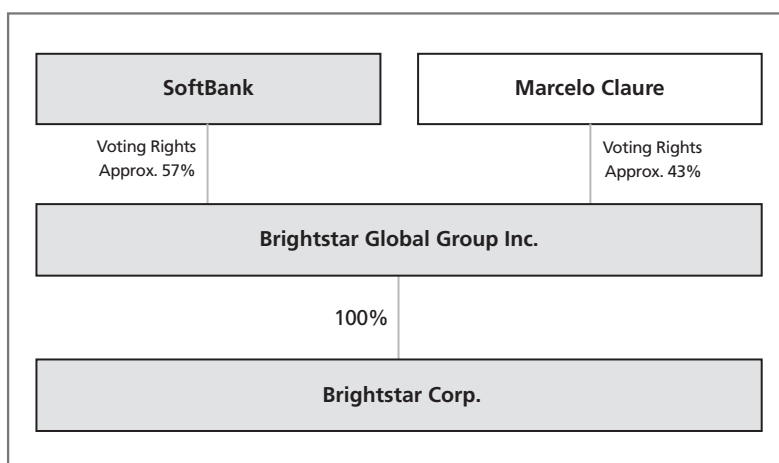 SoftBank
Marcelo Claure
Voting Rights
Approx. 57%
Voting Rights
Approx. 43%
Brightstar Global Group Inc.
100%
Brightstar Corp.